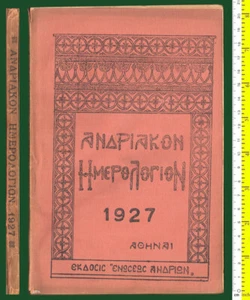 ΑΝΔΡΙΑΚΟΝ ΗΜΕΡΟΛΟΓΙΟΝ 1927
ΑΝΔΡΙΑΚΟΝ
ΗΜΕΡΟΛΟΓΙΟΝ
1927
ΑΘΗΝΑΙ
ΕΚΔΟΣΙΣ "ΕΝΩΣΕΩΣ ΑΝΔΡΙΩΝ„